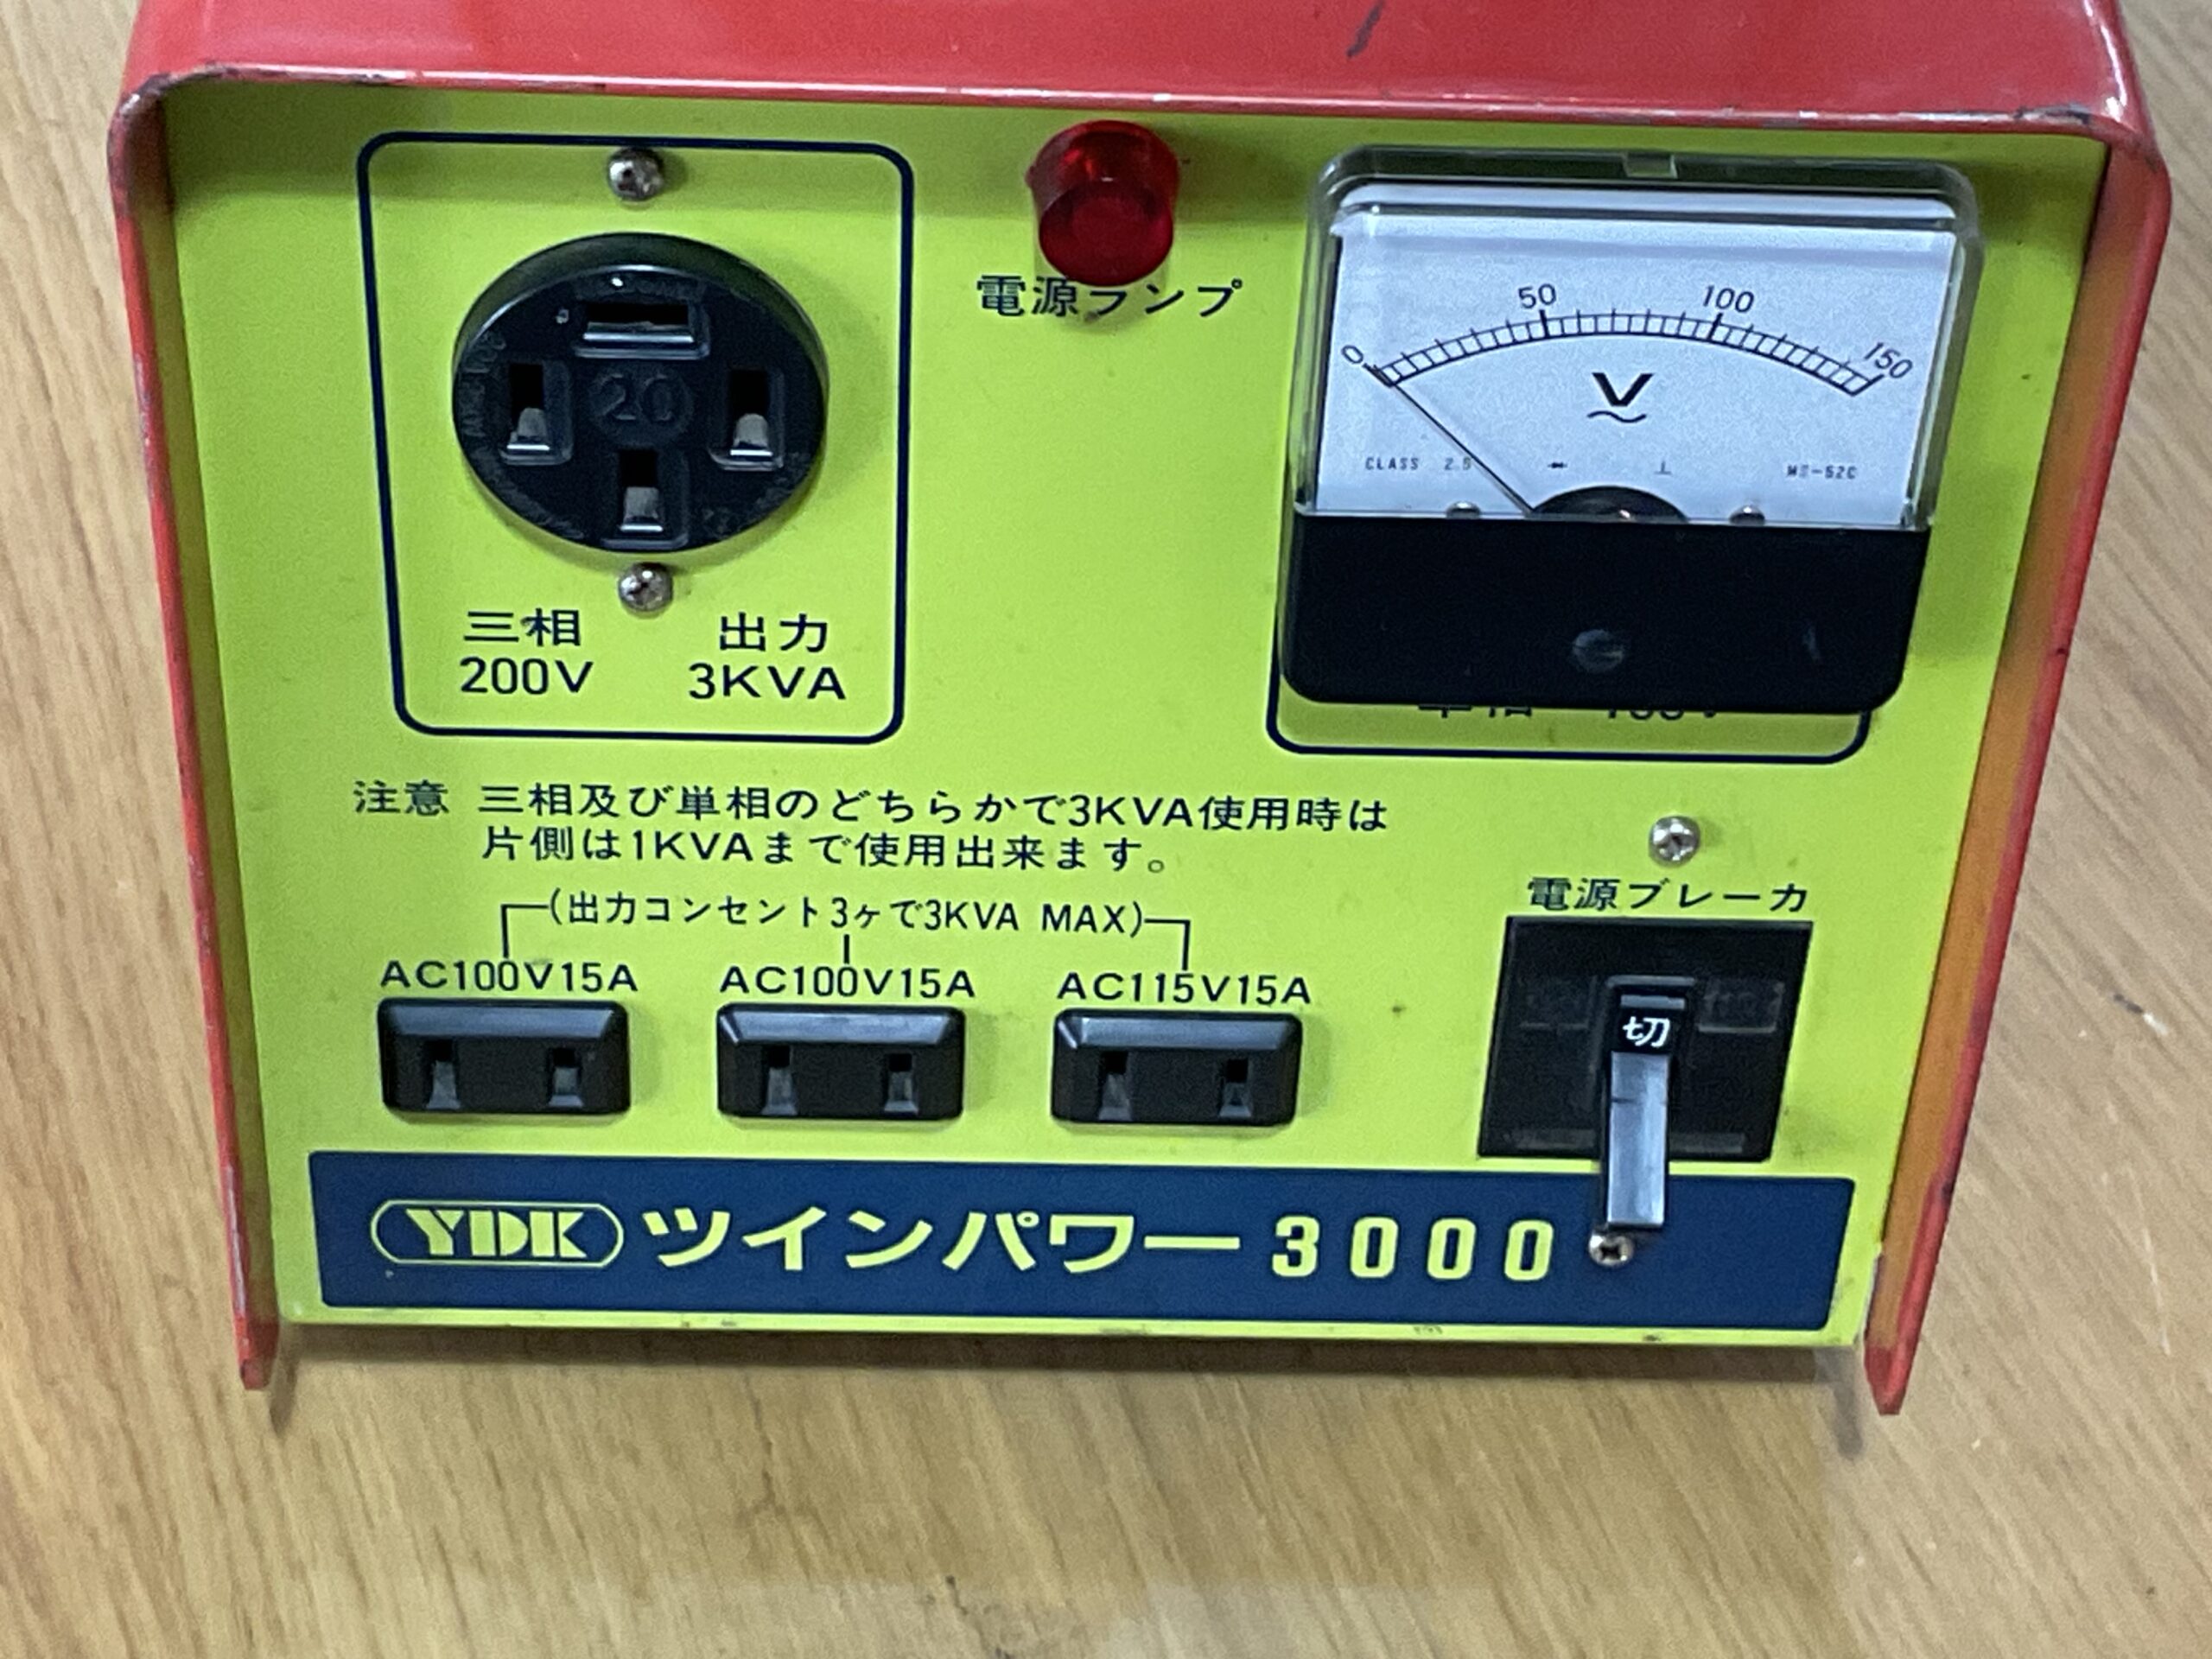 電源ランプ
20
0 50 100 150
V
CLASS 2.5
三相 出力
200V 3KVA
注意 三相及び単相のどちらかで3KVA使用時は
片側は1KVAまで使用出来ます。
(出力コンセント3ヶで3KVA MAX)
AC100V15A AC100V15A AC115V15A
電源ブレーカ
切
YDK ツインパワー 3000